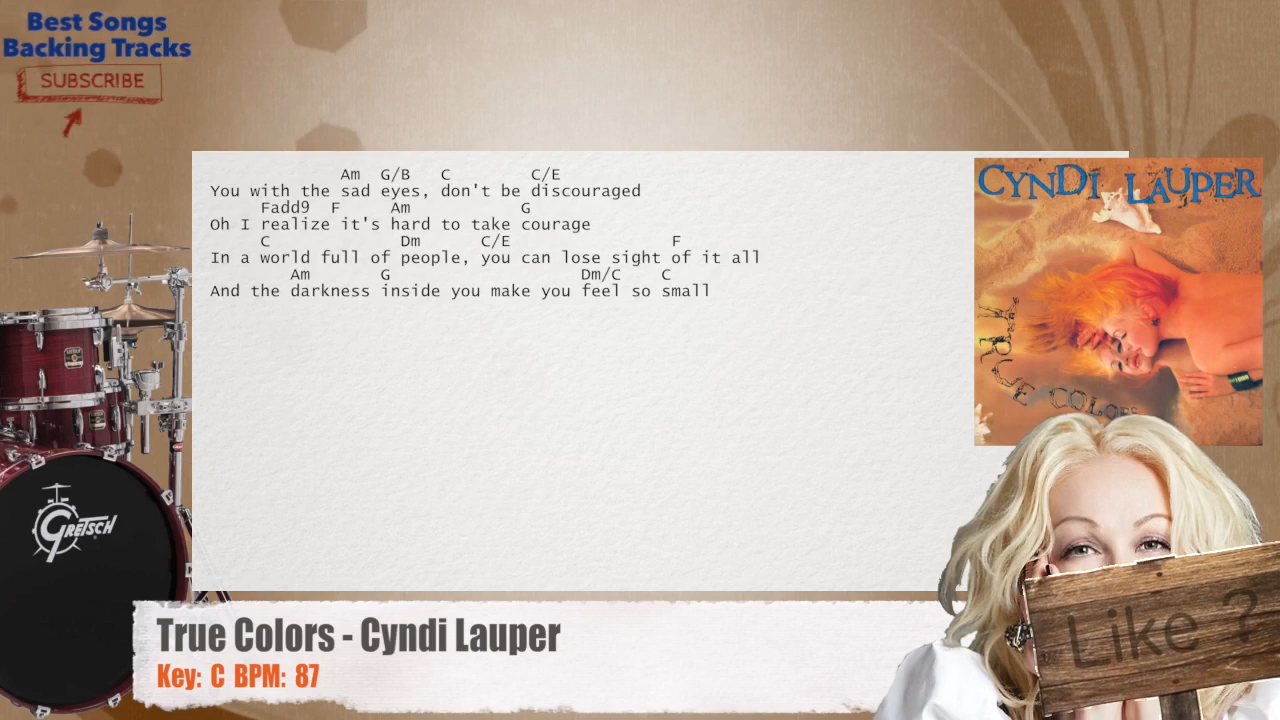 Best Songs
Backing Tracks
SUBSCRIBE
Am G/B C C/E
You with the sad eyes, don't be discouraged
Fadd9 F Am G
Oh I realize it's hard to take courage
C Dm C/E F
In a world full of people, you can lose sight of it all
Am G Dm/C C
And the darkness inside you make you feel so small
CYNDI LAUPER
TRUE COLORS
GRETSCH
Like ?
True Colors - Cyndi Lauper
Key: C BPM: 87